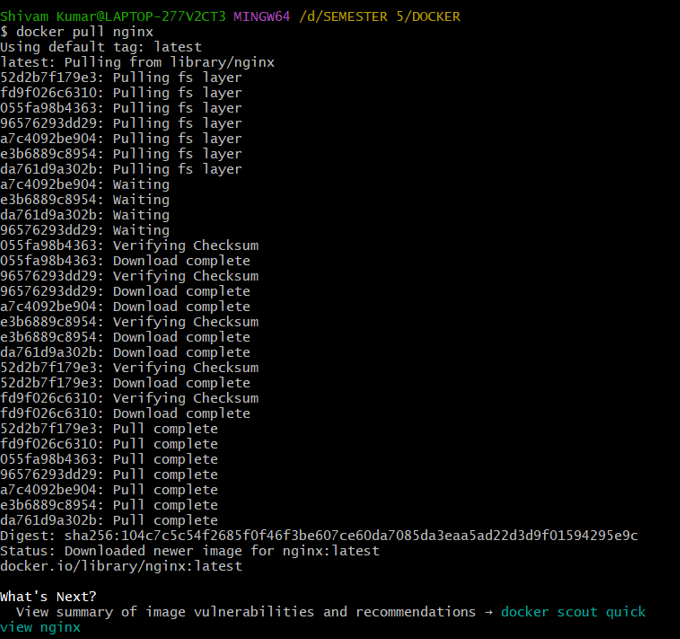 Shivam Kumar@LAPTOP-277V2CT3 MINGW64 /d/SEMESTER 5/DOCKER
$ docker pull nginx
Using default tag: latest
latest: Pulling from library/nginx
52d2b7f179e3: Pulling fs layer
fd9f026c6310: Pulling fs layer
055fa98b4363: Pulling fs layer
96576293dd29: Pulling fs layer
a7c4092be904: Pulling fs layer
e3b6889c8954: Pulling fs layer
da761d9a302b: Pulling fs layer
a7c4092be904: Waiting
e3b6889c8954: Waiting
da761d9a302b: Waiting
96576293dd29: Waiting
055fa98b4363: Verifying Checksum
055fa98b4363: Download complete
96576293dd29: Verifying Checksum
96576293dd29: Download complete
a7c4092be904: Download complete
e3b6889c8954: Verifying Checksum
e3b6889c8954: Download complete
da761d9a302b: Download complete
52d2b7f179e3: Verifying Checksum
52d2b7f179e3: Download complete
fd9f026c6310: Verifying Checksum
fd9f026c6310: Download complete
52d2b7f179e3: Pull complete
fd9f026c6310: Pull complete
055fa98b4363: Pull complete
96576293dd29: Pull complete
a7c4092be904: Pull complete
e3b6889c8954: Pull complete
da761d9a302b: Pull complete
Digest: sha256:104c7c5c54f2685f0f46f3be607ce60da7085da3eaa5ad22d3d9f01594295e9c
Status: Downloaded newer image for nginx:latest
docker.io/library/nginx:latest
What's Next?
View summary of image vulnerabilities and recommendations → docker scout quick
view nginx